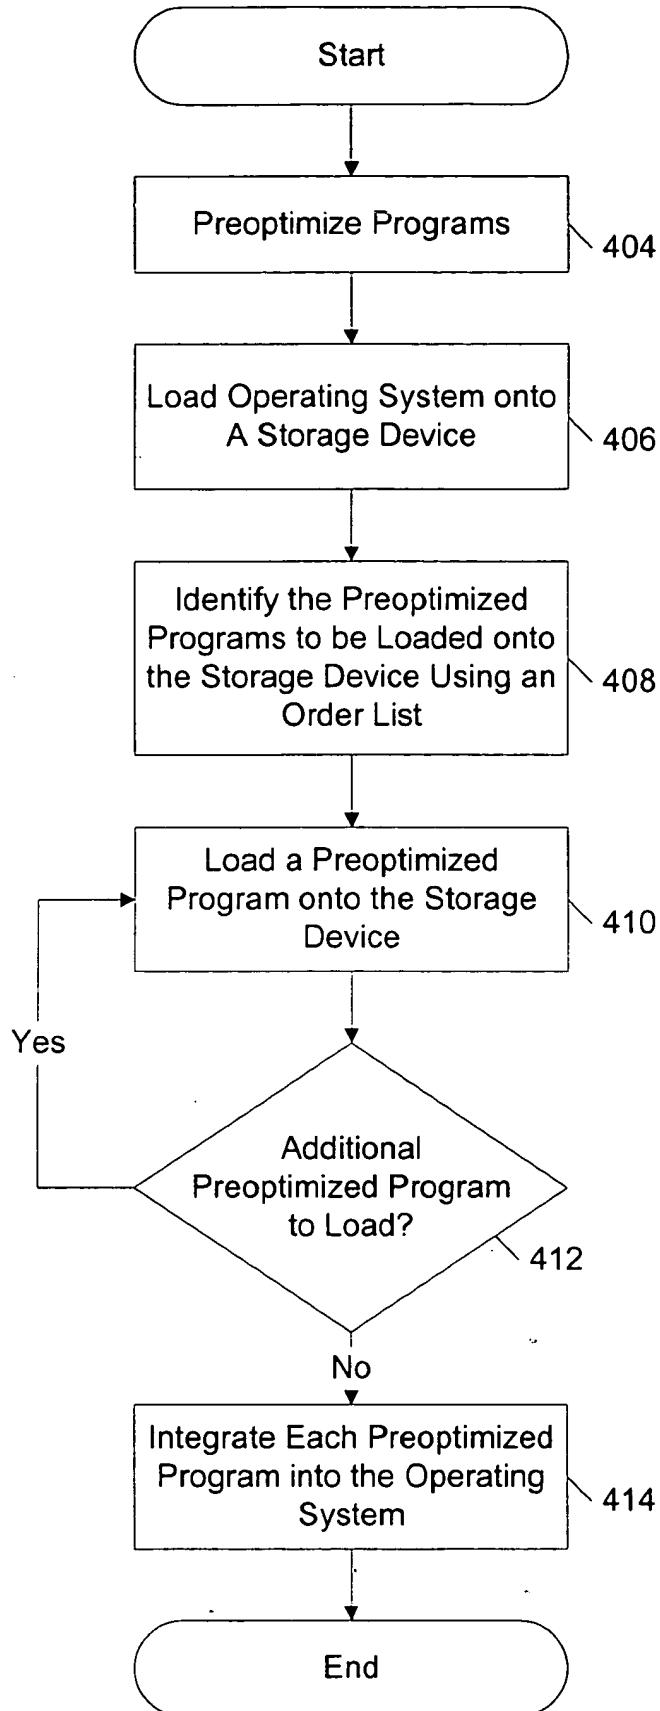 Start
Preoptimize Programs
404
Load Operating System onto
A Storage Device
406
Identify the Preoptimized
Programs to be Loaded onto
the Storage Device Using an
Order List
408
Load a Preoptimized
Program onto the Storage
Device
410
Yes
Additional
Preoptimized Program
to Load?
412
No
Integrate Each Preoptimized
Program into the Operating
System
414
End